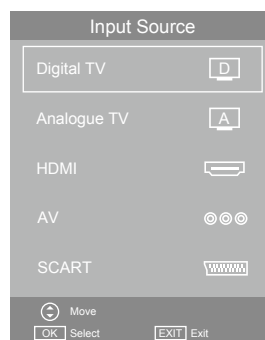 Input Source
Digital TV D
Analogue TV A
HDMI
AV
SCART
Move
OK Select EXIT Exit